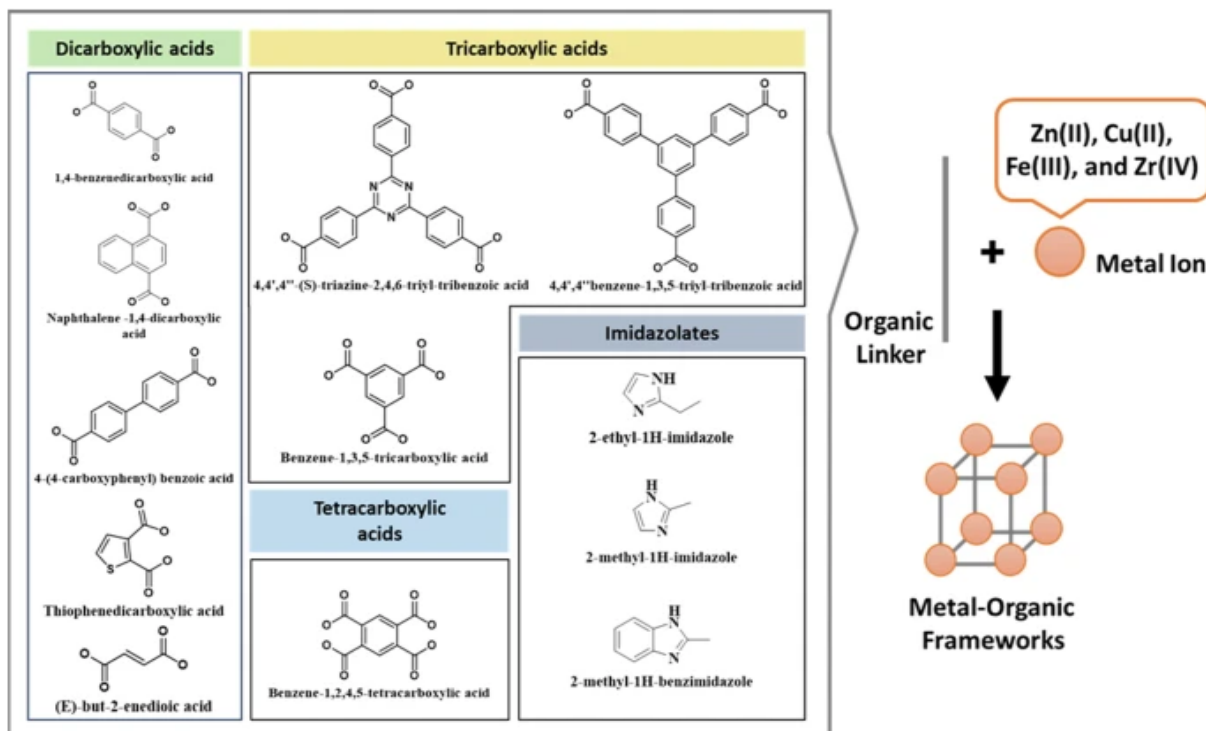 Dicarboxylic acids
Tricarboxylic acids
O
O
O
O
1,4-benzenedicarboxylic acid
O
O
O
O
Naphthalene -1,4-dicarboxylic
acid
O
O
O
O
4-(4-carboxyphenyl) benzoic acid
O
O
S
O
O
Thiophenedicarboxylic acid
O
O
O
O
(E)-but-2-enedioic acid
O
O
N
N
N
O
O
O
O
4,4',4''-(S)-triazine-2,4,6-triyl-tribenzoic acid
O
O
O
O
O
O
4,4',4''benzene-1,3,5-triyl-tribenzoic acid
O
O
O
O
O
O
Benzene-1,3,5-tricarboxylic acid
Tetracarboxylic
acids
O
O
O
O
O
O
O
O
Benzene-1,2,4,5-tetracarboxylic acid
Imidazolates
NH
N
2-ethyl-1H-imidazole
H
N
N
2-methyl-1H-imidazole
H
N
N
2-methyl-1H-benzimidazole
Organic
Linker
+
Zn(II), Cu(II),
Fe(III), and Zr(IV)
Metal Ion
Metal-Organic
Frameworks